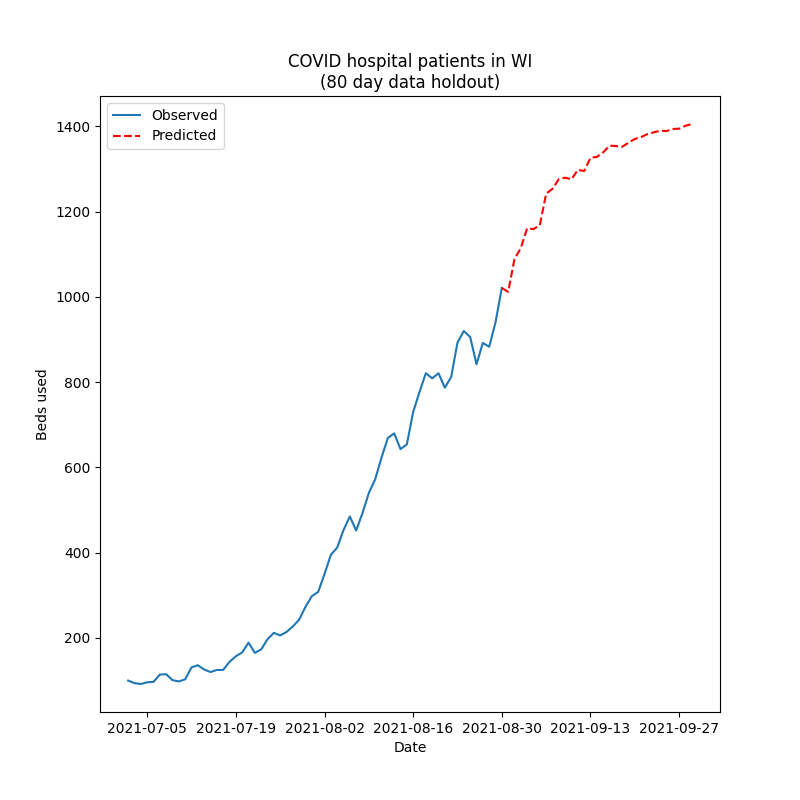 COVID hospital patients in WI
(80 day data holdout)
Observed
Predicted
1400
1200
1000
800
600
400
200
Beds used
2021-07-05 2021-07-19 2021-08-02 2021-08-16 2021-08-30 2021-09-13 2021-09-27
Date